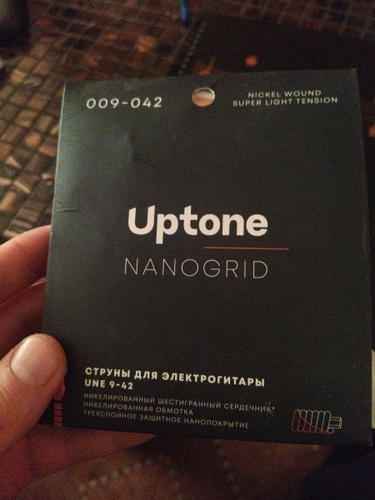 009-042
NICKEL WOUND
SUPER LIGHT TENSION
Uptone
NANOGRID
СТРУНЫ ДЛЯ ЭЛЕКТРОГИТАРЫ
UNE 9-42
НИКЕЛИРОВАННЫЙ ШЕСТИГРАННЫЙ СЕРДЕЧНИК
НИКЕЛИРОВАННАЯ ОБМОТКА
ТРЕХСЛОЙНОЕ ЗАЩИТНОЕ НАНОПОКРЫТИЕ